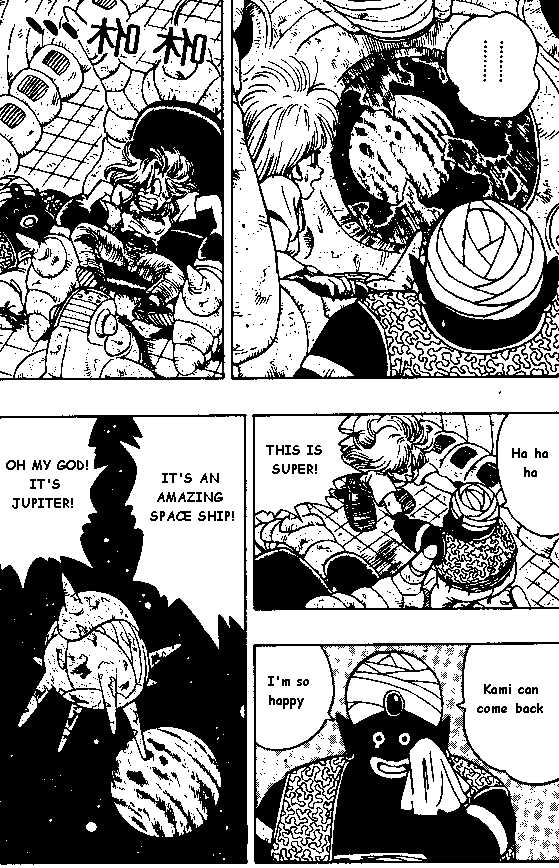 ……
Ha ha
ha
THIS IS
SUPER!
Kami can
come back
I'm so
happy
IT'S AN
AMAZING
SPACE SHIP!
OH MY GOD!
IT'S
JUPITER!